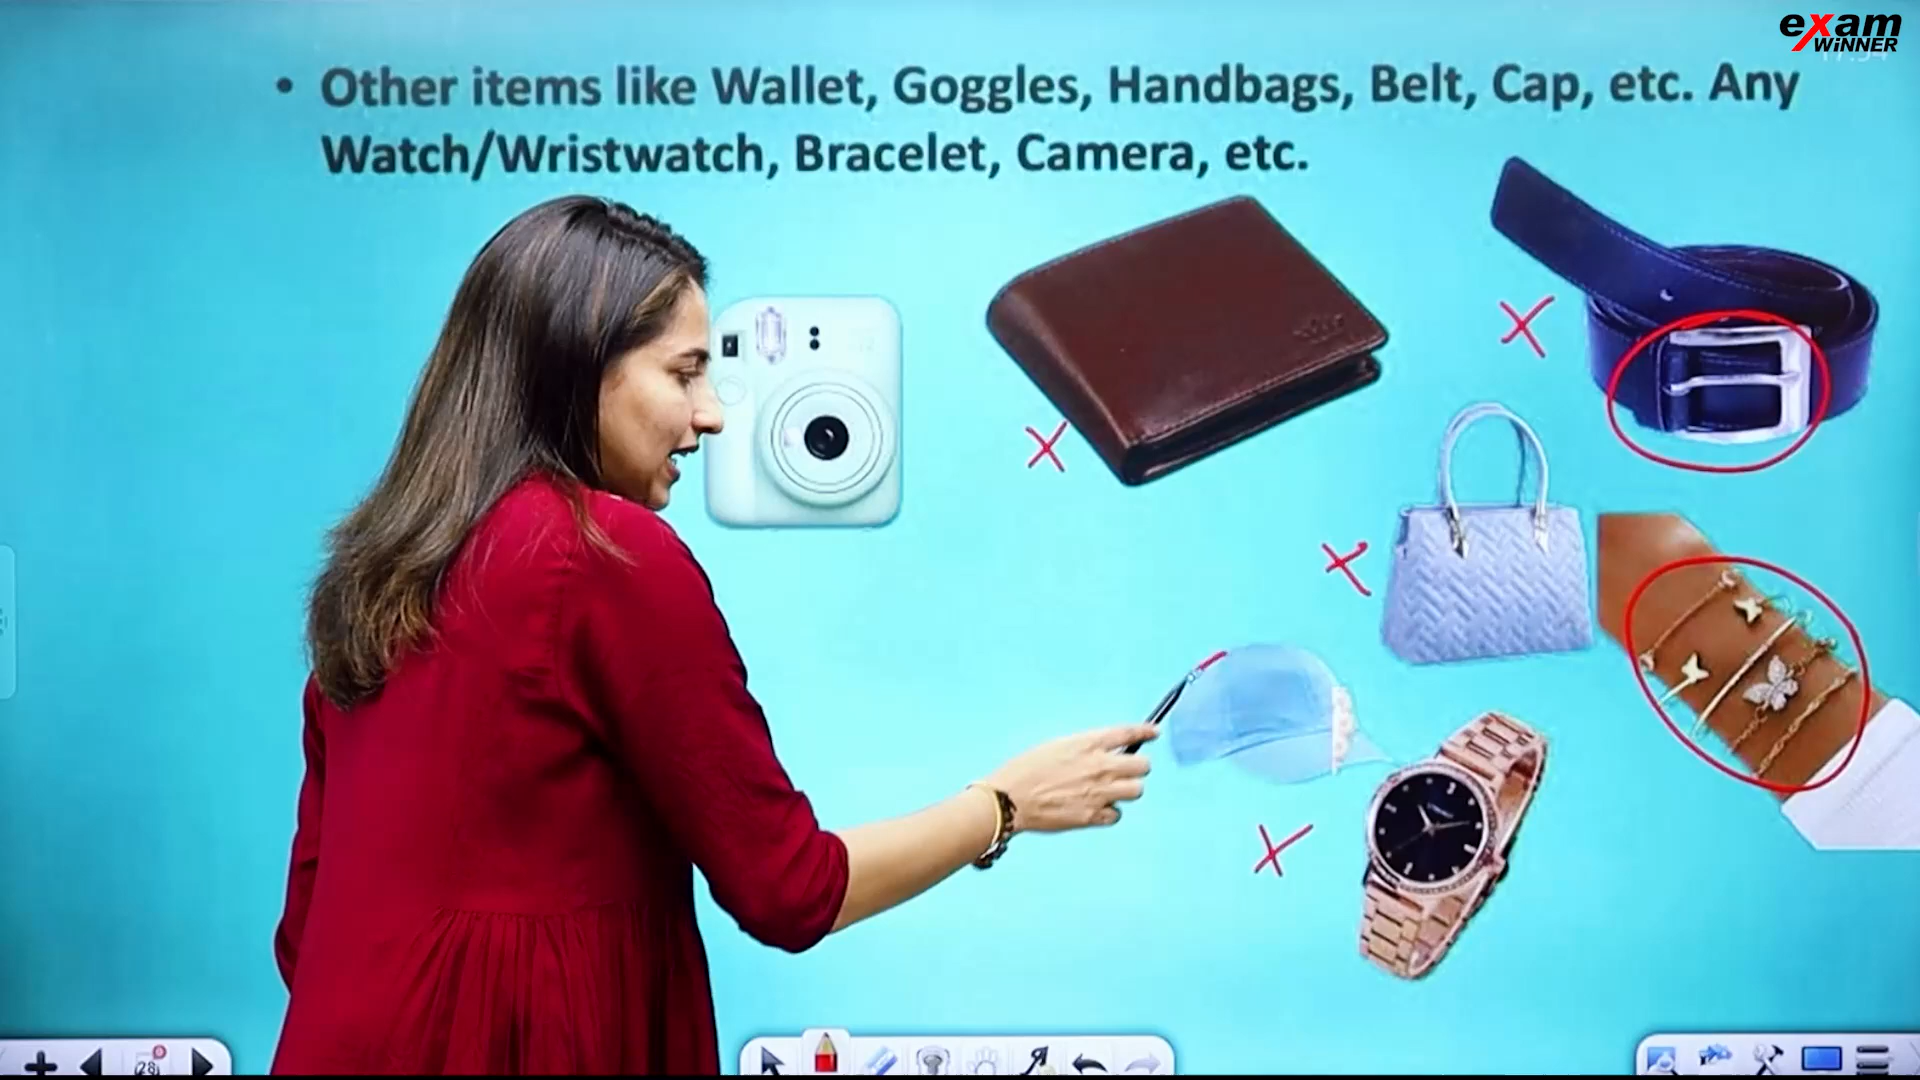 exam
WiNNER
• Other items like Wallet, Goggles, Handbags, Belt, Cap, etc. Any
Watch/Wristwatch, Bracelet, Camera, etc.